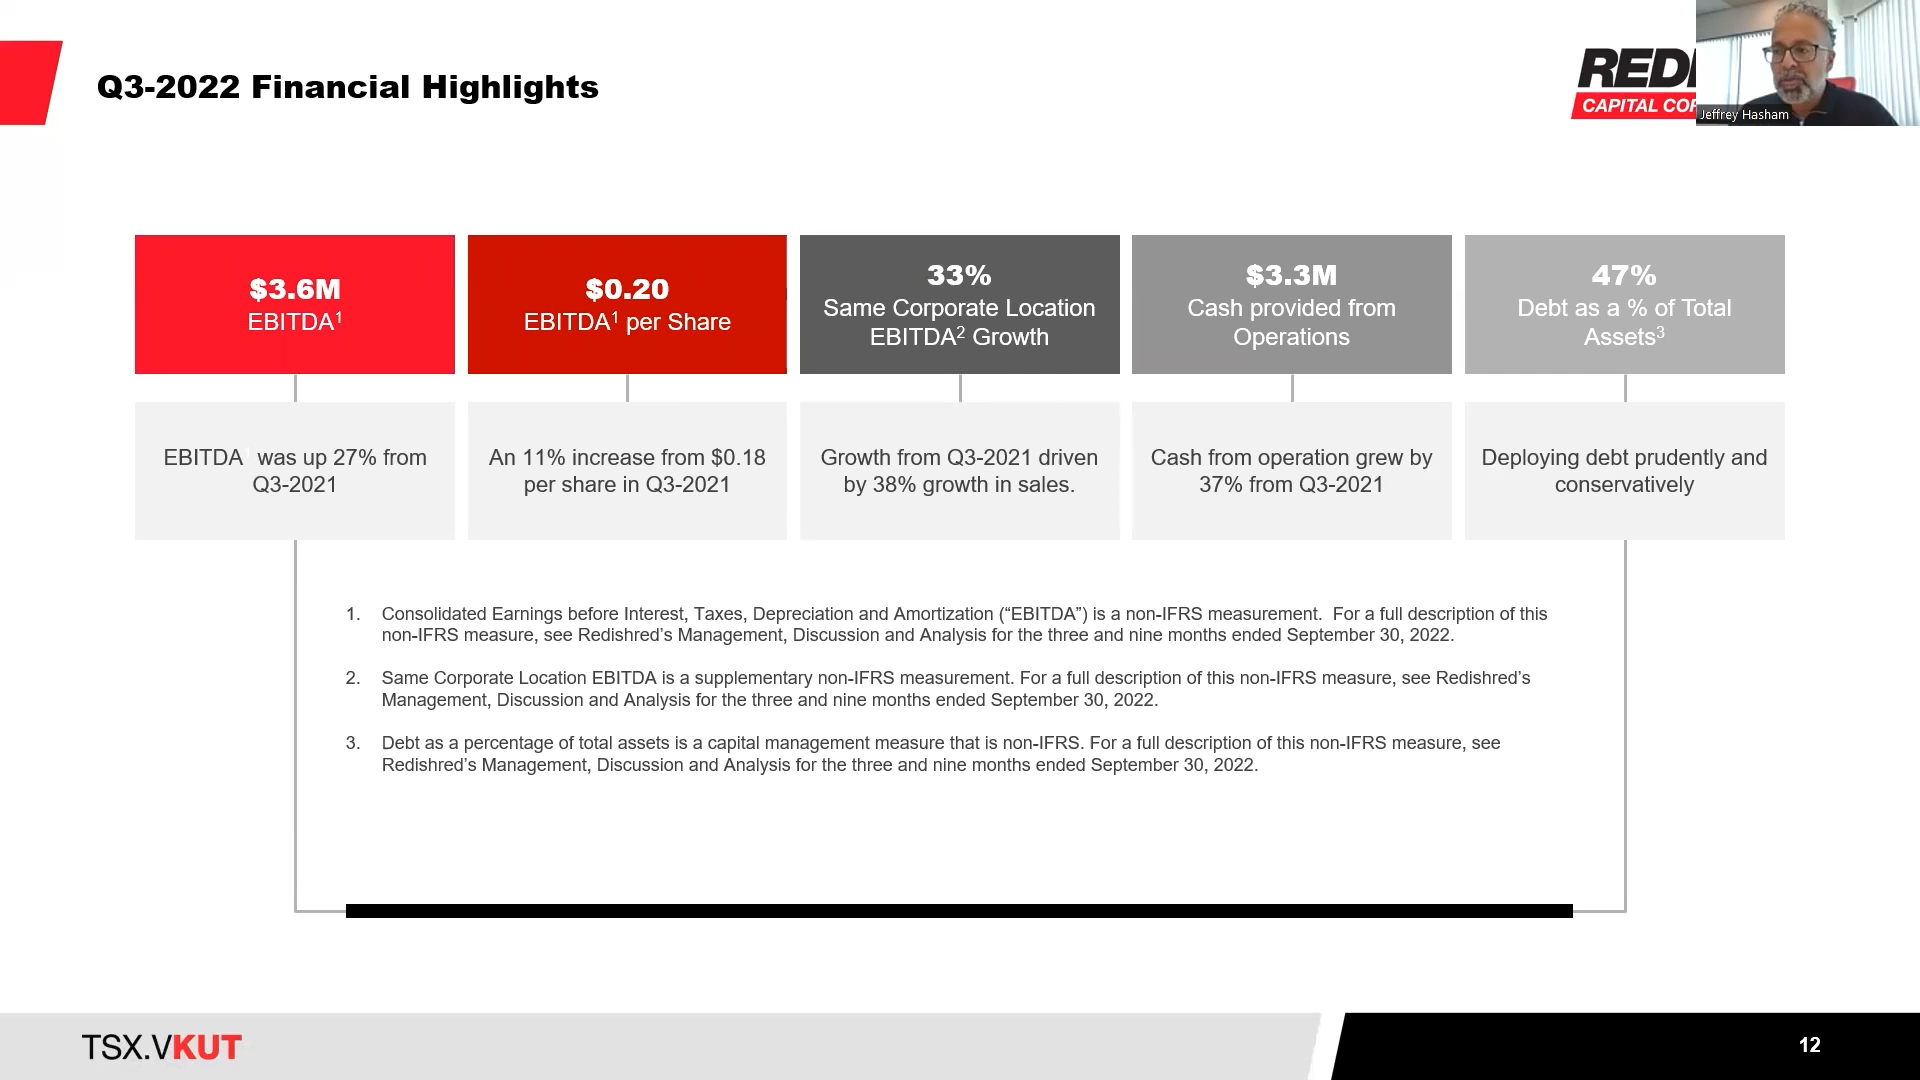 Q3-2022 Financial Highlights
CAPITAL
Jeffrey Hasham
$3.6M
EBITDA¹
$0.20
EBITDA¹ per Share
33%
Same Corporate Location
EBITDA² Growth
$3.3M
Cash provided from
Operations
47%
Debt as a % of Total
Assets³
EBITDA was up 27% from
Q3-2021
An 11% increase from $0.18
per share in Q3-2021
Growth from Q3-2021 driven
by 38% growth in sales.
Cash from operation grew by
37% from Q3-2021
Deploying debt prudently and
conservatively
1. Consolidated Earnings before Interest, Taxes, Depreciation and Amortization (“EBITDA”) is a non-IFRS measurement. For a full description of this
non-IFRS measure, see Redishred’s Management, Discussion and Analysis for the three and nine months ended September 30, 2022.
2. Same Corporate Location EBITDA is a supplementary non-IFRS measurement. For a full description of this non-IFRS measure, see Redishred’s
Management, Discussion and Analysis for the three and nine months ended September 30, 2022.
3. Debt as a percentage of total assets is a capital management measure that is non-IFRS. For a full description of this non-IFRS measure, see
Redishred’s Management, Discussion and Analysis for the three and nine months ended September 30, 2022.
TSX.VKUT
12